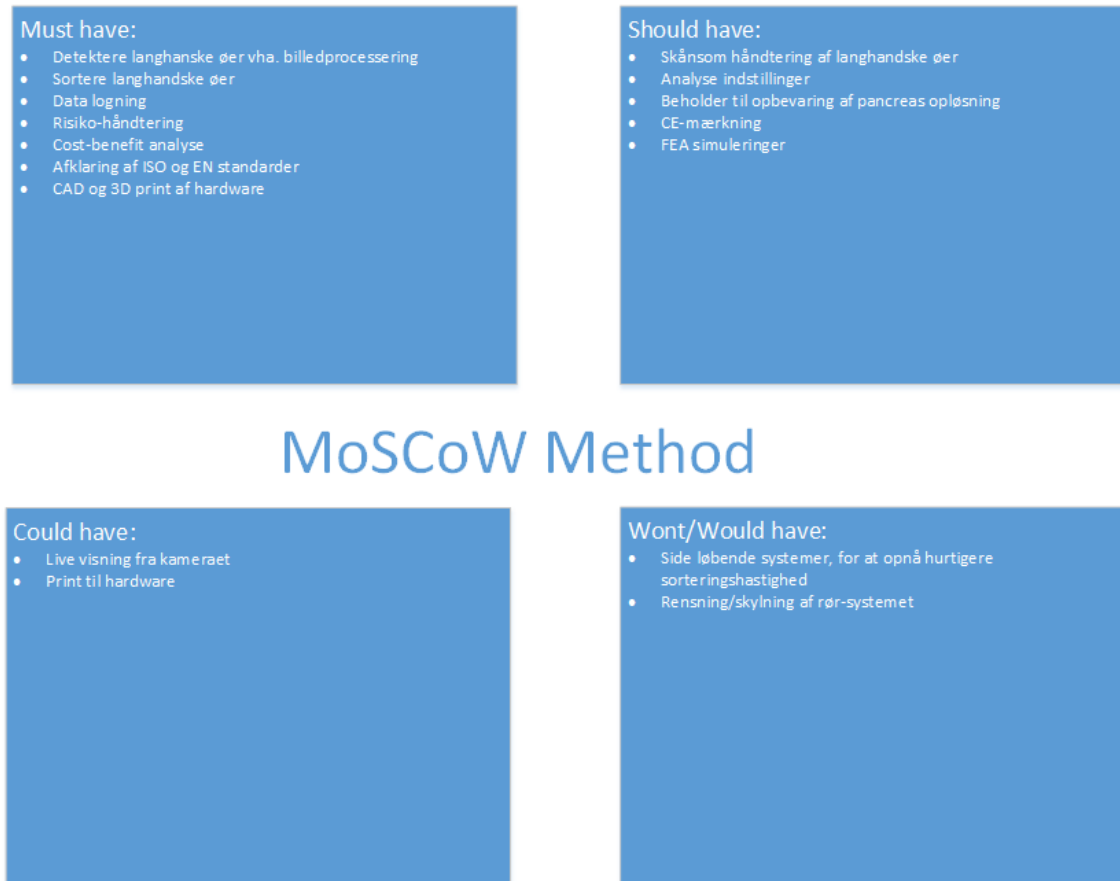 Must have:
• Detektere langhanske øer vha. billedprocessering
• Sortere langhandske øer
• Data logning
• Risiko-håndtering
• Cost-benefit analyse
• Afklaring af ISO og EN standarder
• CAD og 3D print af hardware
Should have:
• Skånsom håndtering af langhandske øer
• Analyse indstillinger
• Beholder til opbevaring af pancreas opløsning
• CE-mærkning
• FEA simuleringer
MoSCoW Method
Could have:
• Live visning fra kameraet
• Print til hardware
Wont/Would have:
• Side løbende systemer, for at opnå hurtigere
sorteringshastighed
• Rensning/skylning af rør-systemet